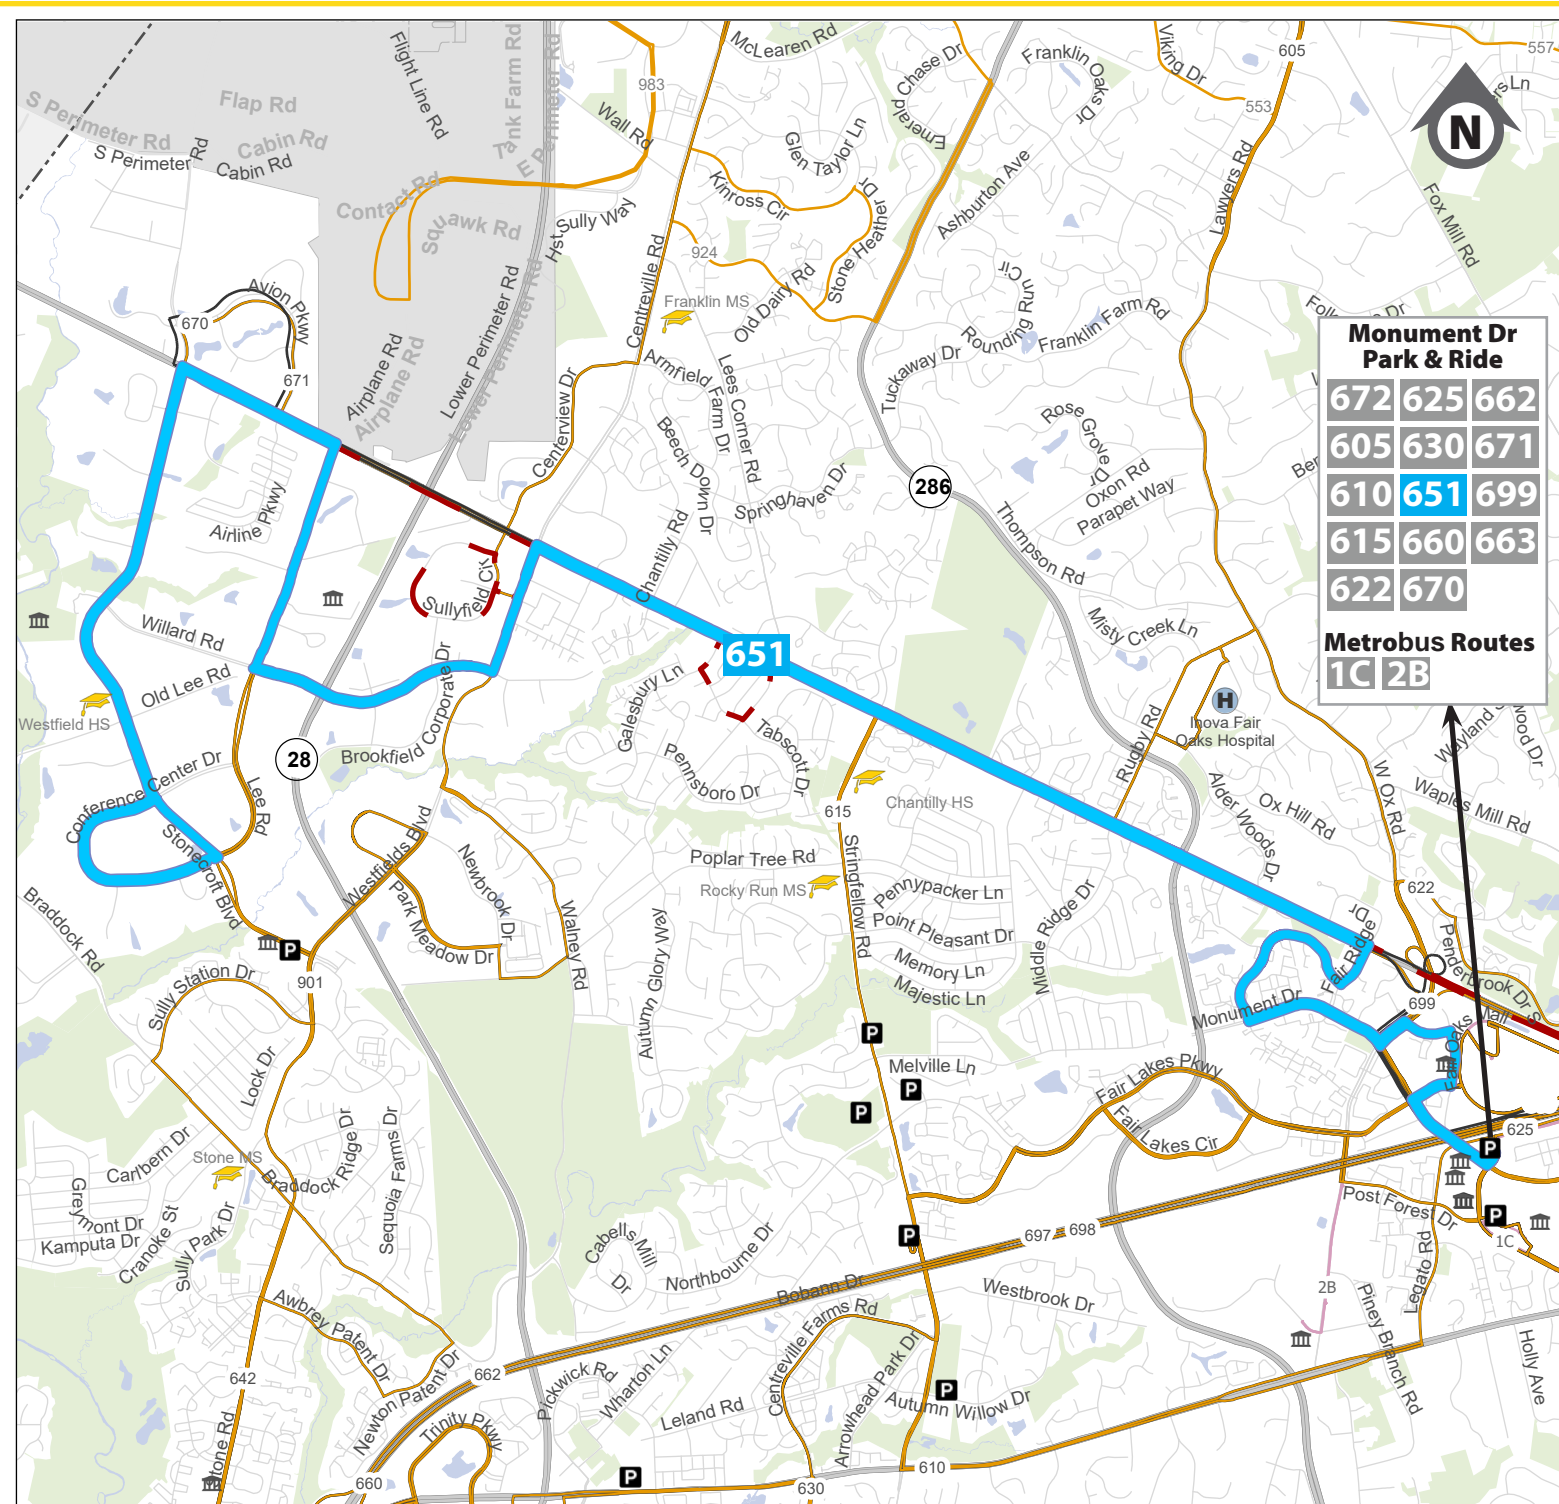 McLearen Rd
Flight Line Rd
Tank Farm Rd
E Perimeter Rd
983
Emerald Chase Dr
Franklin Oaks Dr
Viking Dr
605
557
553
N
S Perimeter Rd
Flap Rd
Cabin Rd
S Perimeter Rd
Cabin Rd
Wall Rd
Glen Taylor Ln
Kinross Cir
Ashburton Ave
Lawyers Rd
Fox Mill Rd
Contact Rd
Squawk Rd
Sully Way
Hst
924
Stone Heather Dr
Old Dairy Rd
Franklin MS
Centreville Rd
Rounding Run Cir
Franklin Farm Rd
Avion Pkwy
670
671
Airplane Rd
Airplane Rd
Lower Perimeter Rd
Lower Perimeter Rd
Armfield Farm Dr
Lees Corner Rd
Tuckaway Dr
Centerview Dr
Beech Down Dr
Springhaven Dr
286
Rose Grove Dr
Oxon Rd
Parapet Way
Monument Dr
Park & Ride
672 625 662
605 630 671
610 651 699
615 660 663
622 670
Metrobus Routes
1C 2B
Airline Pkwy
Chantilly Rd
Thompson Rd
Sullyfield Cir
Misty Creek Ln
Willard Rd
Old Lee Rd
651
Westfield HS
Galesbury Ln
Tabscott Dr
Brookfield Corporate Dr
28
Pennsboro Dr
H
Inova Fair
Oaks Hospital
Rugby Rd
Conference Center Dr
Lee Rd
Chantilly HS
615
Alder Woods Dr
Ox Hill Rd
W Ox Rd
Waples Mill Rd
Stonecroft Blvd
Westfields Blvd
Newbrook Dr
Poplar Tree Rd
Rocky Run MS
Stringfellow Rd
Pennypacker Ln
Point Pleasant Dr
Memory Ln
Majestic Ln
Middle Ridge Dr
622
Braddock Rd
Park Meadow Dr
Walney Rd
Autumn Glory Way
Fair Ridge Dr
Penderbrook Dr
Monument Dr
699
Fair Oaks Mall
P
901
Sully Station Dr
P
Melville Ln
P
P
Lock Dr
Fair Lakes Pkwy
Fair Lakes Cir
625
P
Carlbern Dr
Stone MS
Braddock Ridge Dr
Sequoia Farms Dr
Greymont Dr
Kamputa Dr
Cranoke St
Sully Park Dr
Post Forest Dr
P
1C
Cabells Mill Dr
Northbourne Dr
P
697
698
Bobann Dr
Westbrook Dr
2B
Legato Rd
Piney Branch Rd
Holly Ave
Awbrey Patent Dr
Centreville Farms Rd
642
662
Newton Patent Dr
Pickwick Rd
Wharton Ln
Leland Rd
Arrowhead Park Dr
P
Autumn Willow Dr
Trinity Pkwy
660
P
610
630